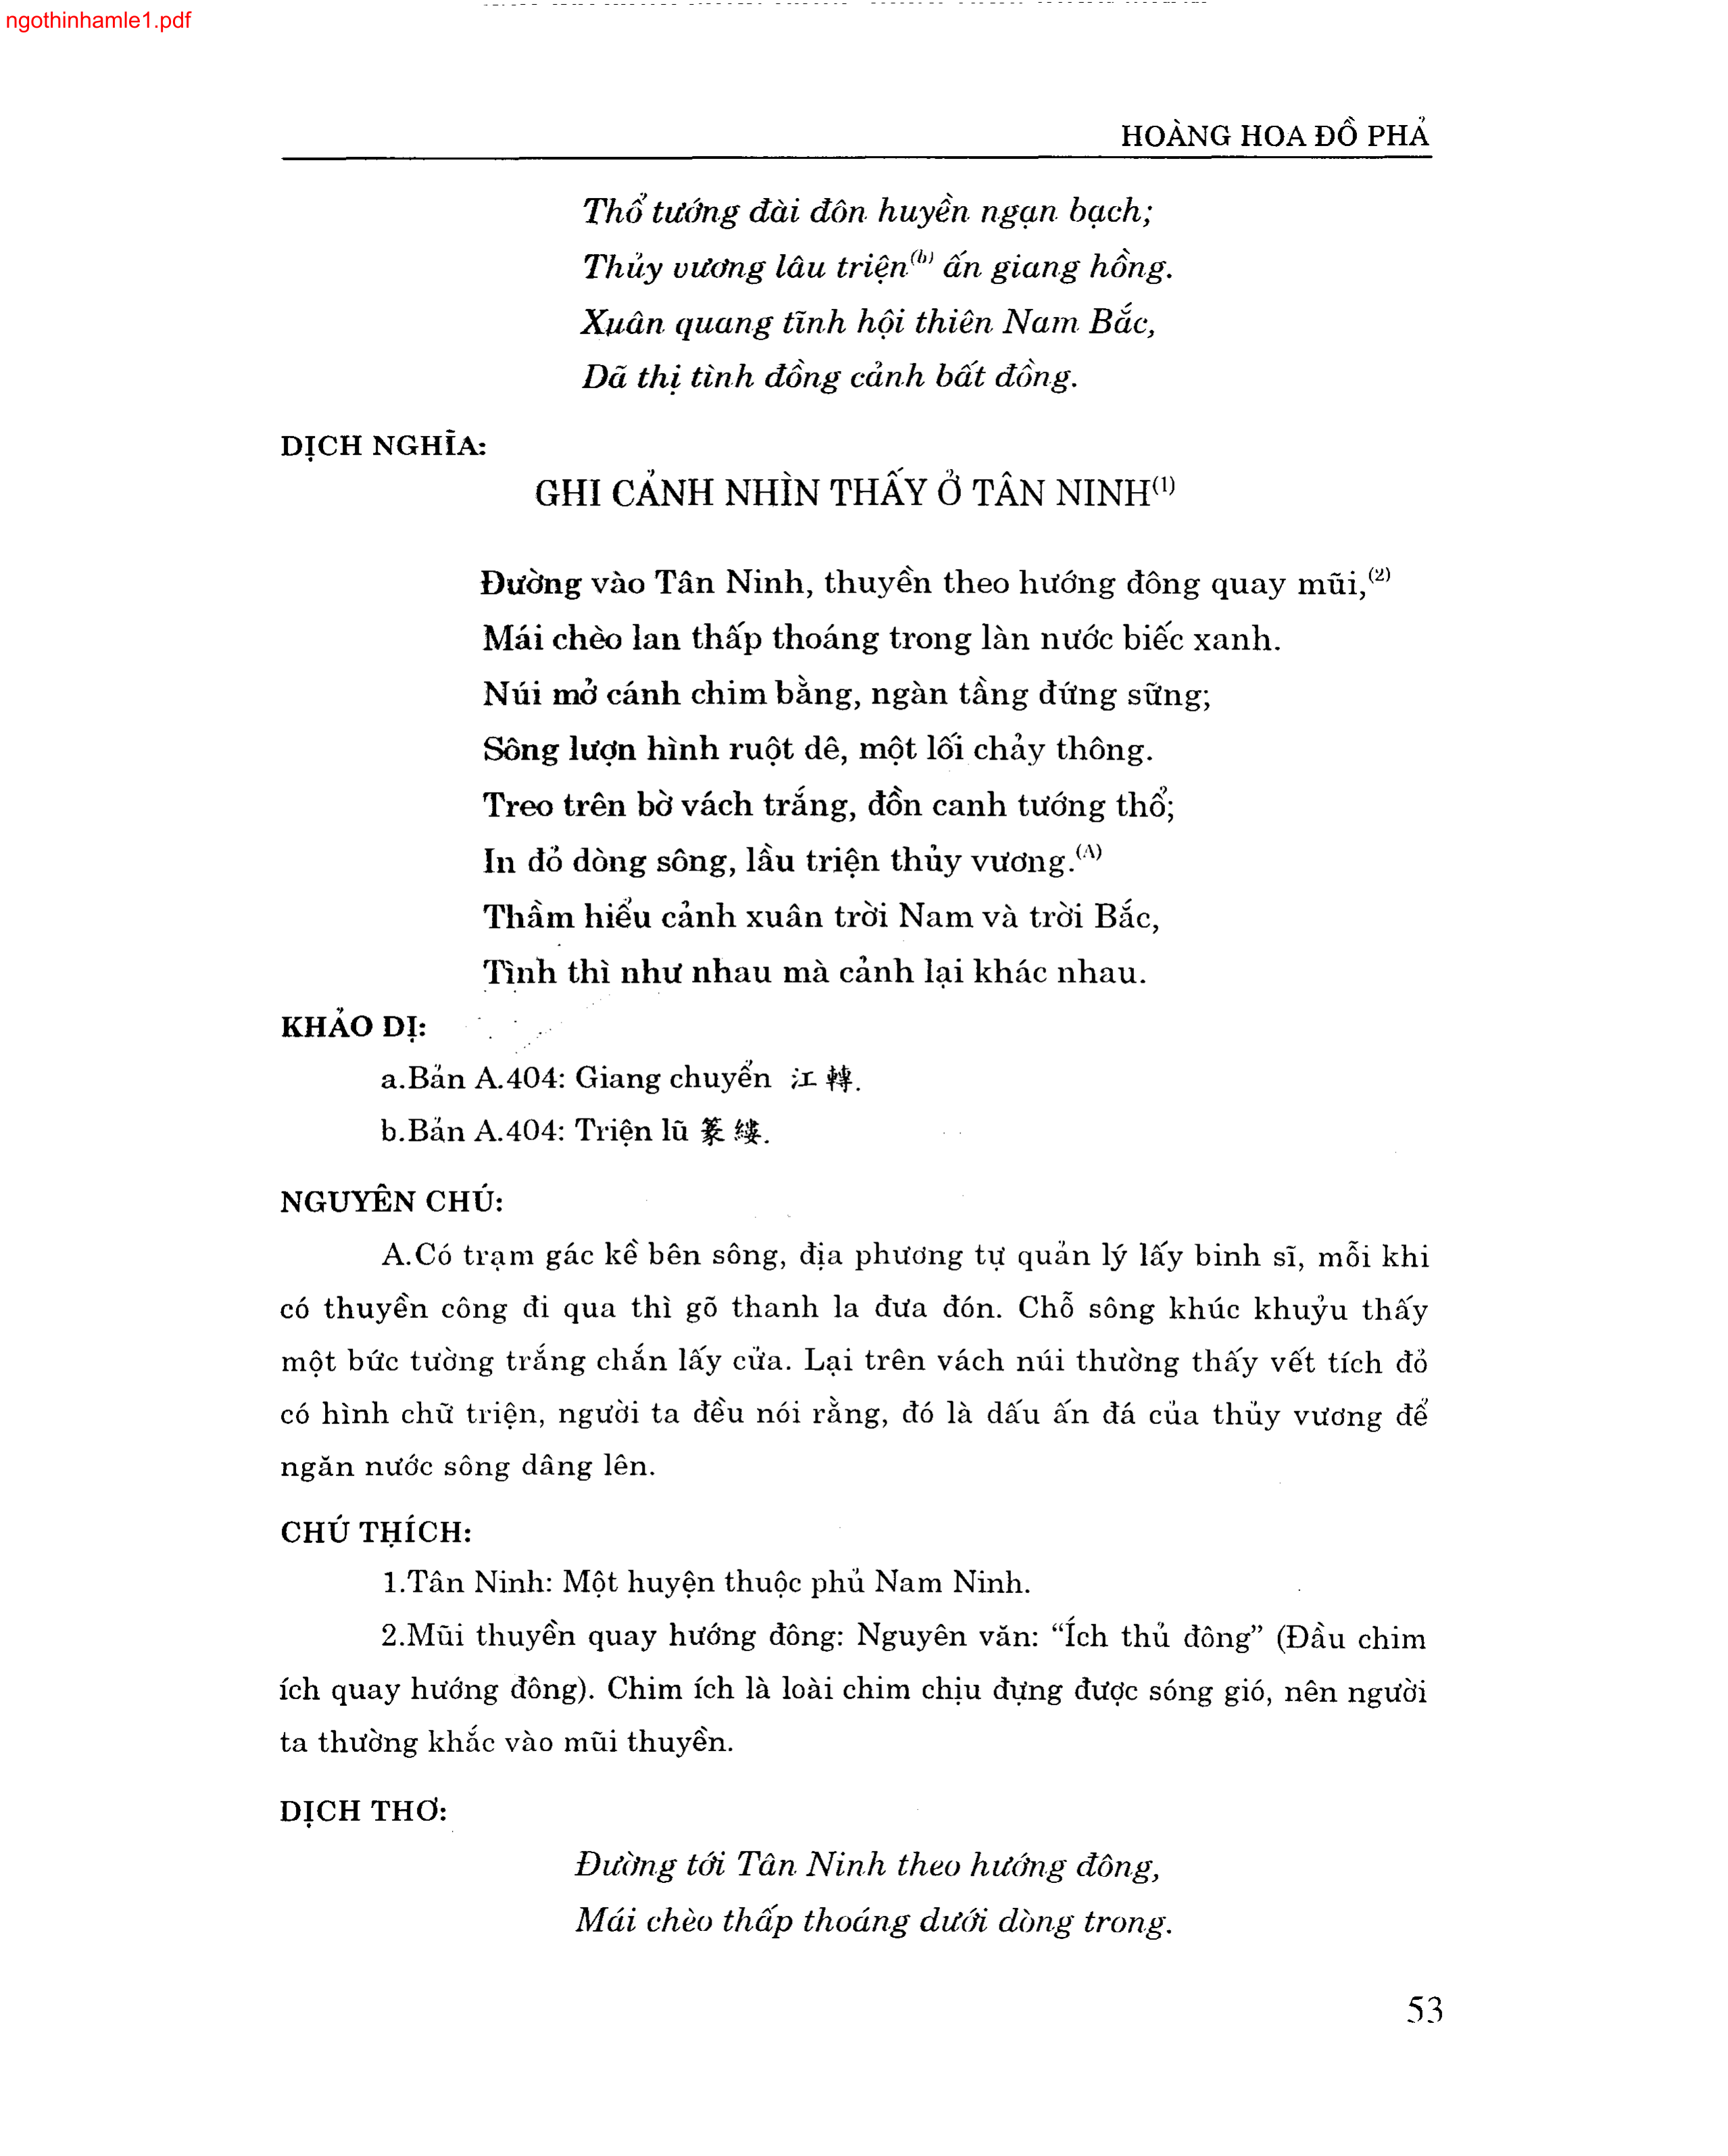 ngothinhamle1.pdf
HOÀNG HOA ĐỒ PHẢ
Thổ tướng đài đôn huyền ngạn bạch;
Thủy vương lâu triện(b) ấn giang hồng.
Xuân quang tĩnh hội thiên Nam Bắc,
Dã thị tình đồng cảnh bất đồng.
DỊCH NGHĨA:
GHI CẢNH NHÌN THẤY Ở TÂN NINH(1)
Đường vào Tân Ninh, thuyền theo hướng đông quay mũi,(2)
Mái chèo lan thấp thoáng trong làn nước biếc xanh.
Núi mở cánh chim bằng, ngàn tầng đứng sững;
Sông lượn hình ruột dê, một lối chảy thông.
Treo trên bờ vách trắng, đồn canh tướng thổ;
In đỏ dòng sông, lầu triện thủy vương.(A)
Thầm hiểu cảnh xuân trời Nam và trời Bắc,
Tình thì như nhau mà cảnh lại khác nhau.
KHẢO DỊ:
a.Bản A.404: Giang chuyển 江轉.
b.Bản A.404: Triện lũ 篆縷.
NGUYÊN CHÚ:
A.Có trạm gác kề bên sông, địa phương tự quản lý lấy binh sĩ, mỗi khi
có thuyền công đi qua thì gõ thanh la đưa đón. Chỗ sông khúc khuỷu thấy
một bức tường trắng chắn lấy cửa. Lại trên vách núi thường thấy vết tích đỏ
có hình chữ triện, người ta đều nói rằng, đó là dấu ấn đá của thủy vương để
ngăn nước sông dâng lên.
CHÚ THÍCH:
1.Tân Ninh: Một huyện thuộc phủ Nam Ninh.
2.Mũi thuyền quay hướng đông: Nguyên văn: “Ích thủ đông” (Đầu chim
ích quay hướng đông). Chim ích là loài chim chịu đựng được sóng gió, nên người
ta thường khắc vào mũi thuyền.
DỊCH THƠ:
Đường tới Tân Ninh theo hướng đông,
Mái chèo thấp thoáng dưới dòng trong.
53